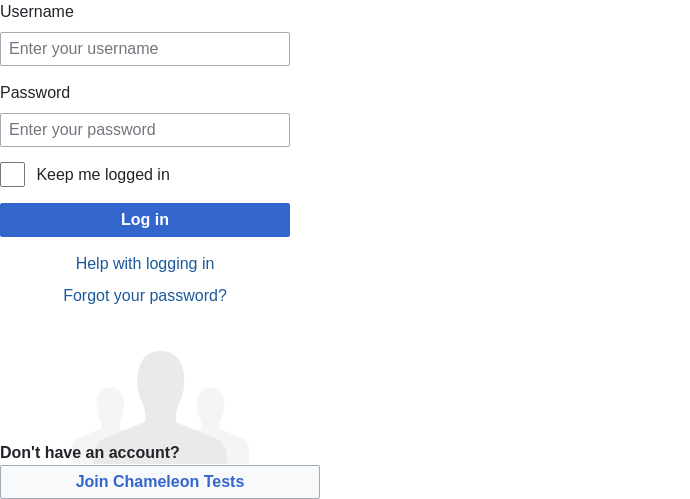 Username
Enter your username
Password
Enter your password
Keep me logged in
Log in
Help with logging in
Forgot your password?
Don't have an account?
Join Chameleon Tests